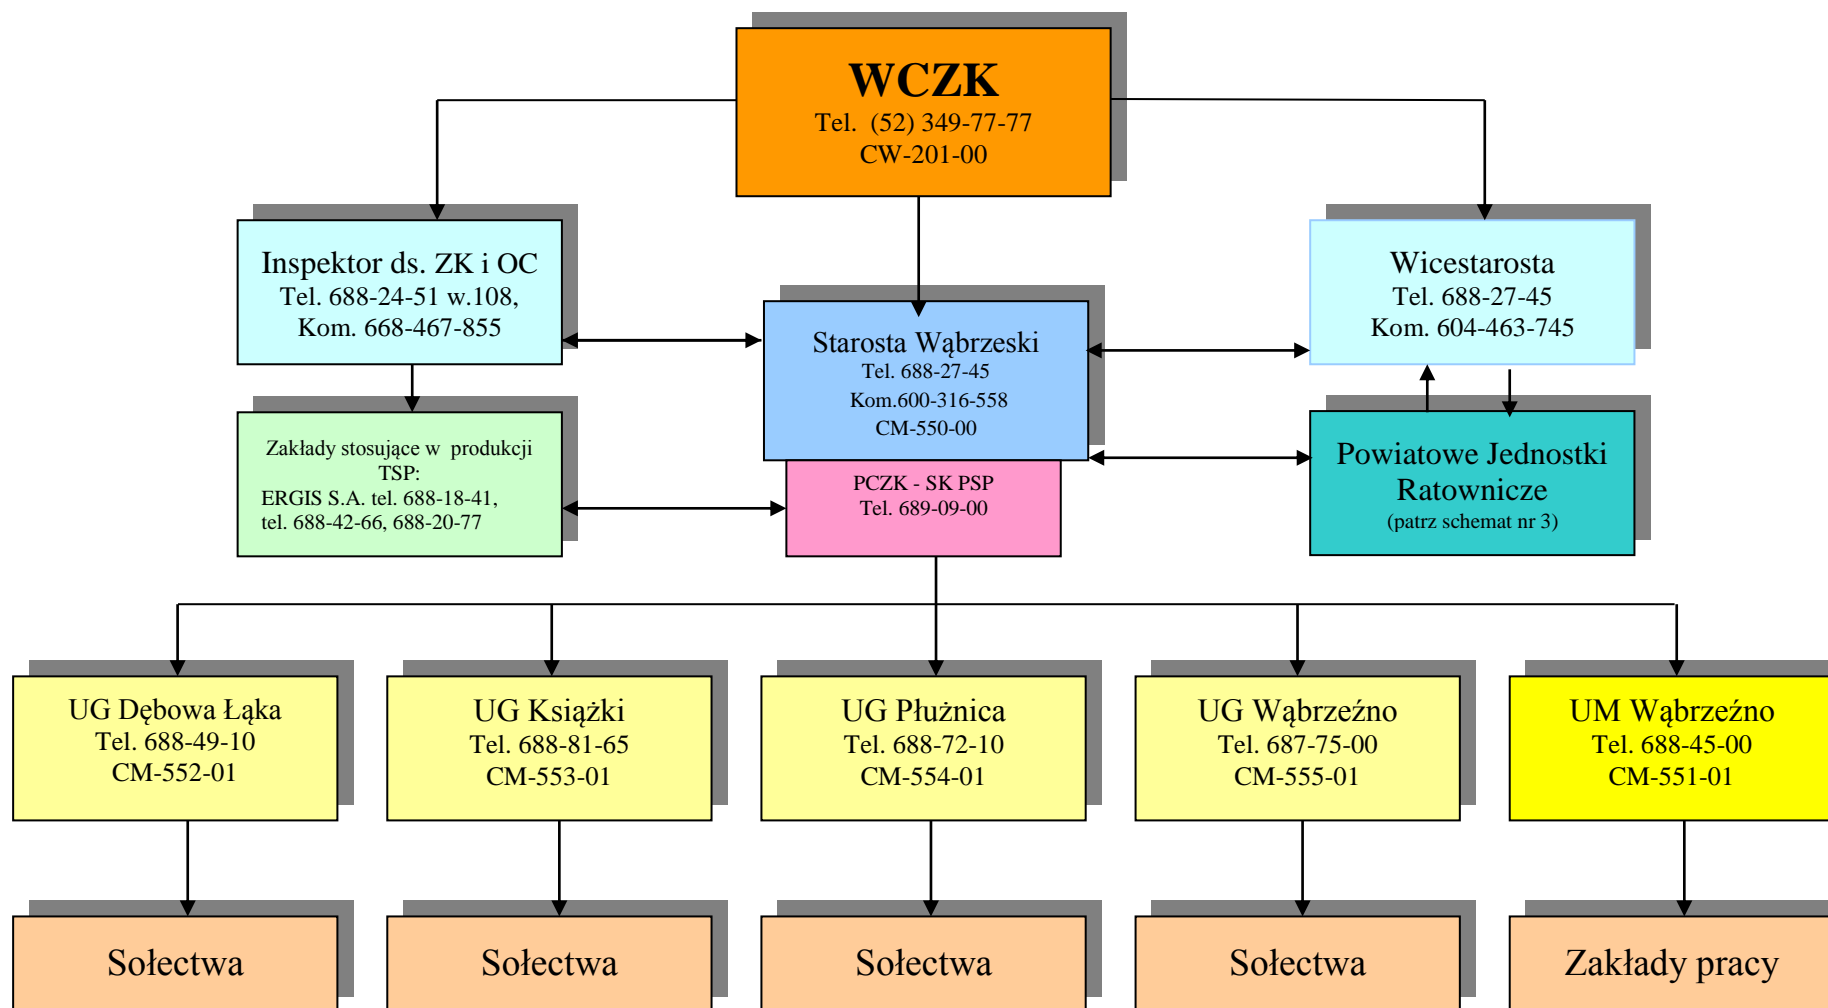 WCZK
Tel.  (52) 349-77-77
CW-201-00
Inspektor ds. ZK i OC
Tel. 688-24-51 w.108,
Kom. 668-467-855
Wicestarosta
Tel. 688-27-45
Kom. 604-463-745
Starosta Wąbrzeski
Tel. 688-27-45
Kom.600-316-558
CM-550-00
Zakłady stosujące w  produkcji
TSP:
ERGIS S.A. tel. 688-18-41,
tel. 688-42-66, 688-20-77
PCZK - SK PSP
Tel. 689-09-00
Powiatowe Jednostki
Ratownicze
(patrz schemat nr 3)
UG Dębowa Łąka
Tel. 688-49-10
CM-552-01
UG Książki
Tel. 688-81-65
CM-553-01
UG Płużnica
Tel. 688-72-10
CM-554-01
UG Wąbrzeźno
Tel. 687-75-00
CM-555-01
UM Wąbrzeźno
Tel. 688-45-00
CM-551-01
Sołectwa
Sołectwa
Sołectwa
Sołectwa
Zakłady pracy